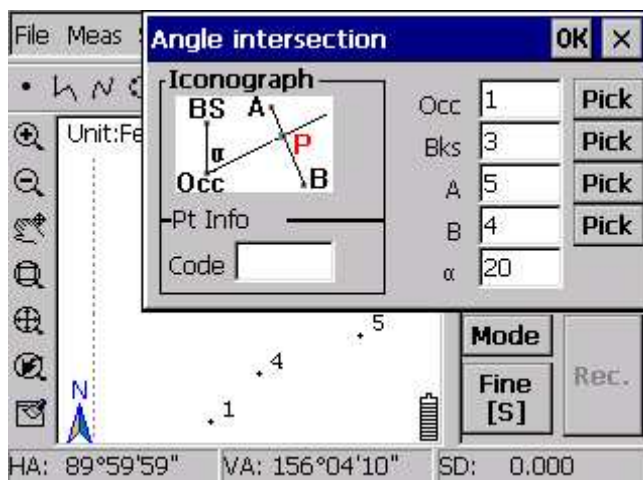 File Meas
Angle intersection OK ×
Iconograph
BS A
α P
Occ B
Pt Info
Code
Occ 1 Pick
Bks 3 Pick
A 5 Pick
B 4 Pick
α 20
Unit:Fe
5
4
1
N
Mode
Fine
[S]
Rec.
HA: 89°59'59" VA: 156°04'10" SD: 0.000